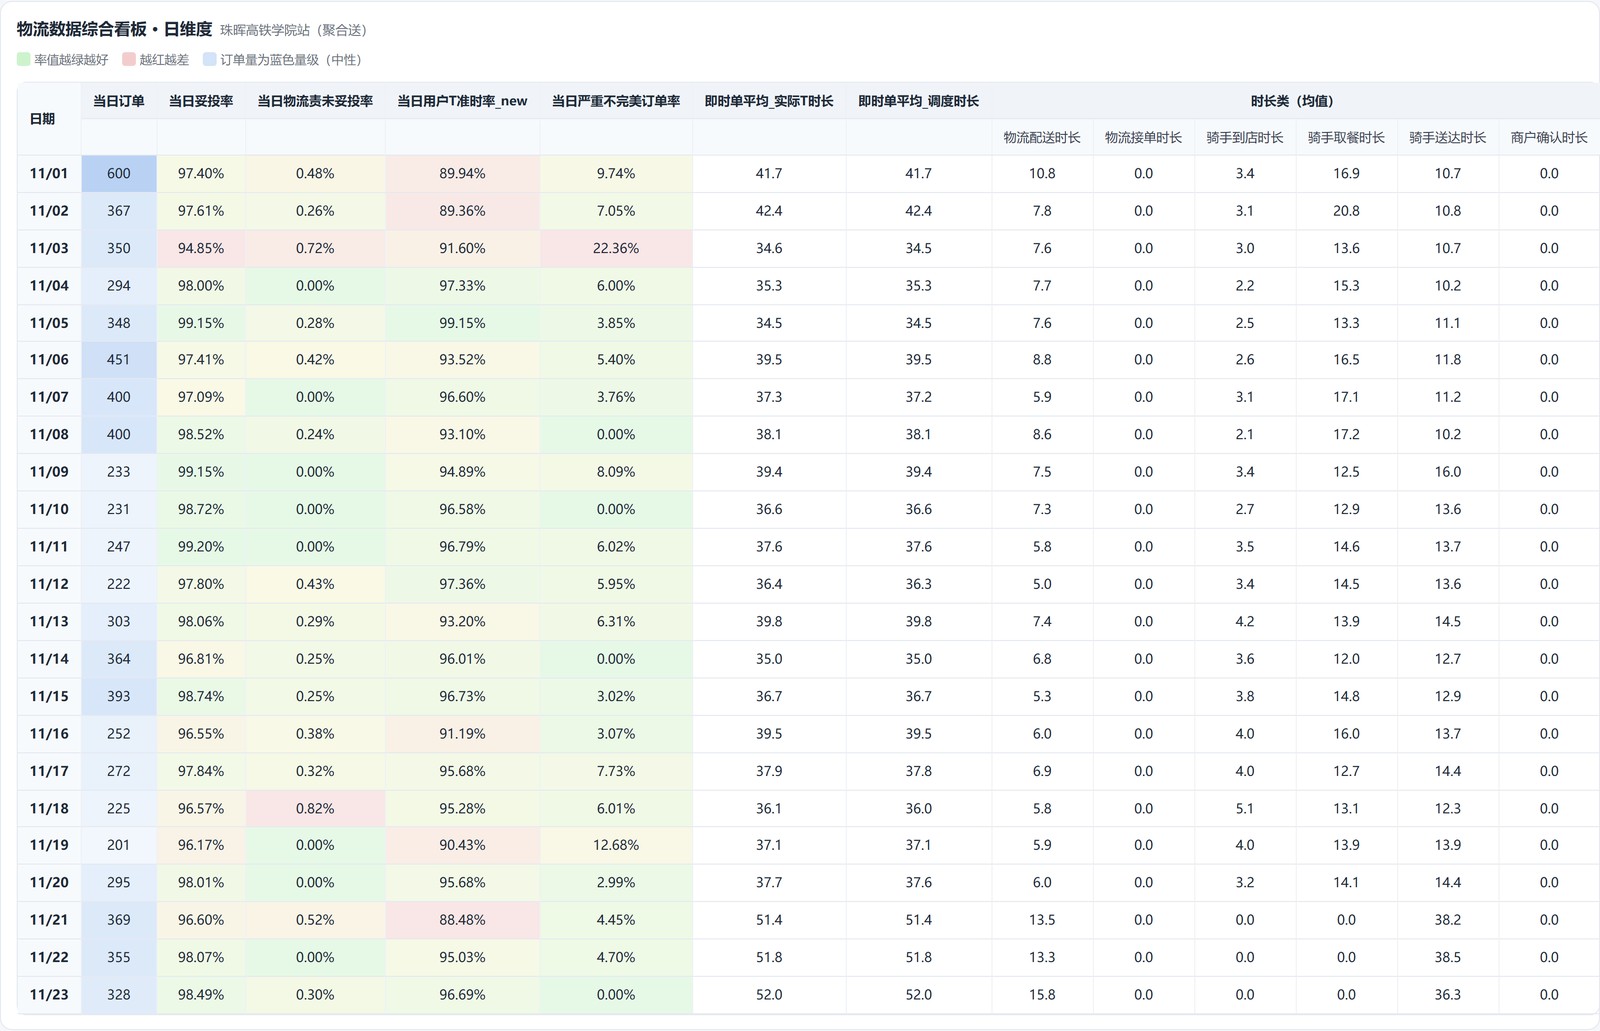 物流数据综合看板 • 日维度 珠晖高铁学院站（聚合送）
率值越绿越好 越红越差 订单量为蓝色量级（中性）
日期 当日订单 当日妥投率 当日物流责未妥投率 当日用户T准时率_new 当日严重不完美订单率 即时单平均_实际T时长 即时单平均_调度时长 时长类（均值）
物流配送时长 物流接单时长 骑手到店时长 骑手取餐时长 骑手送达时长 商户确认时长
11/01 600 97.40% 0.48% 89.94% 9.74% 41.7 41.7 10.8 0.0 3.4 16.9 10.7 0.0
11/02 367 97.61% 0.26% 89.36% 7.05% 42.4 42.4 7.8 0.0 3.1 20.8 10.8 0.0
11/03 350 94.85% 0.72% 91.60% 22.36% 34.6 34.5 7.6 0.0 3.0 13.6 10.7 0.0
11/04 294 98.00% 0.00% 97.33% 6.00% 35.3 35.3 7.7 0.0 2.2 15.3 10.2 0.0
11/05 348 99.15% 0.28% 99.15% 3.85% 34.5 34.5 7.6 0.0 2.5 13.3 11.1 0.0
11/06 451 97.41% 0.42% 93.52% 5.40% 39.5 39.5 8.8 0.0 2.6 16.5 11.8 0.0
11/07 400 97.09% 0.00% 96.60% 3.76% 37.3 37.2 5.9 0.0 3.1 17.1 11.2 0.0
11/08 400 98.52% 0.24% 93.10% 0.00% 38.1 38.1 8.6 0.0 2.1 17.2 10.2 0.0
11/09 233 99.15% 0.00% 94.89% 8.09% 39.4 39.4 7.5 0.0 3.4 12.5 16.0 0.0
11/10 231 98.72% 0.00% 96.58% 0.00% 36.6 36.6 7.3 0.0 2.7 12.9 13.6 0.0
11/11 247 99.20% 0.00% 96.79% 6.02% 37.6 37.6 5.8 0.0 3.5 14.6 13.7 0.0
11/12 222 97.80% 0.43% 97.36% 5.95% 36.4 36.3 5.0 0.0 3.4 14.5 13.6 0.0
11/13 303 98.06% 0.29% 93.20% 6.31% 39.8 39.8 7.4 0.0 4.2 13.9 14.5 0.0
11/14 364 96.81% 0.25% 96.01% 0.00% 35.0 35.0 6.8 0.0 3.6 12.0 12.7 0.0
11/15 393 98.74% 0.25% 96.73% 3.02% 36.7 36.7 5.3 0.0 3.8 14.8 12.9 0.0
11/16 252 96.55% 0.38% 91.19% 3.07% 39.5 39.5 6.0 0.0 4.0 16.0 13.7 0.0
11/17 272 97.84% 0.32% 95.68% 7.73% 37.9 37.8 6.9 0.0 4.0 12.7 14.4 0.0
11/18 225 96.57% 0.82% 95.28% 6.01% 36.1 36.0 5.8 0.0 5.1 13.1 12.3 0.0
11/19 201 96.17% 0.00% 90.43% 12.68% 37.1 37.1 5.9 0.0 4.0 13.9 13.9 0.0
11/20 295 98.01% 0.00% 95.68% 2.99% 37.7 37.6 6.0 0.0 3.2 14.1 14.4 0.0
11/21 369 96.60% 0.52% 88.48% 4.45% 51.4 51.4 13.5 0.0 0.0 0.0 38.2 0.0
11/22 355 98.07% 0.00% 95.03% 4.70% 51.8 51.8 13.3 0.0 0.0 0.0 38.5 0.0
11/23 328 98.49% 0.30% 96.69% 0.00% 52.0 52.0 15.8 0.0 0.0 0.0 36.3 0.0